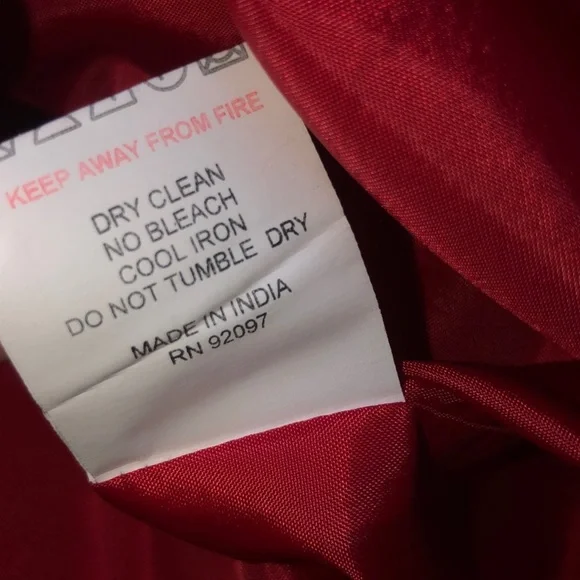 KEEP AWAY FROM FIRE
DRY CLEAN
NO BLEACH
COOL IRON
DO NOT TUMBLE DRY
MADE IN INDIA
RN 92097